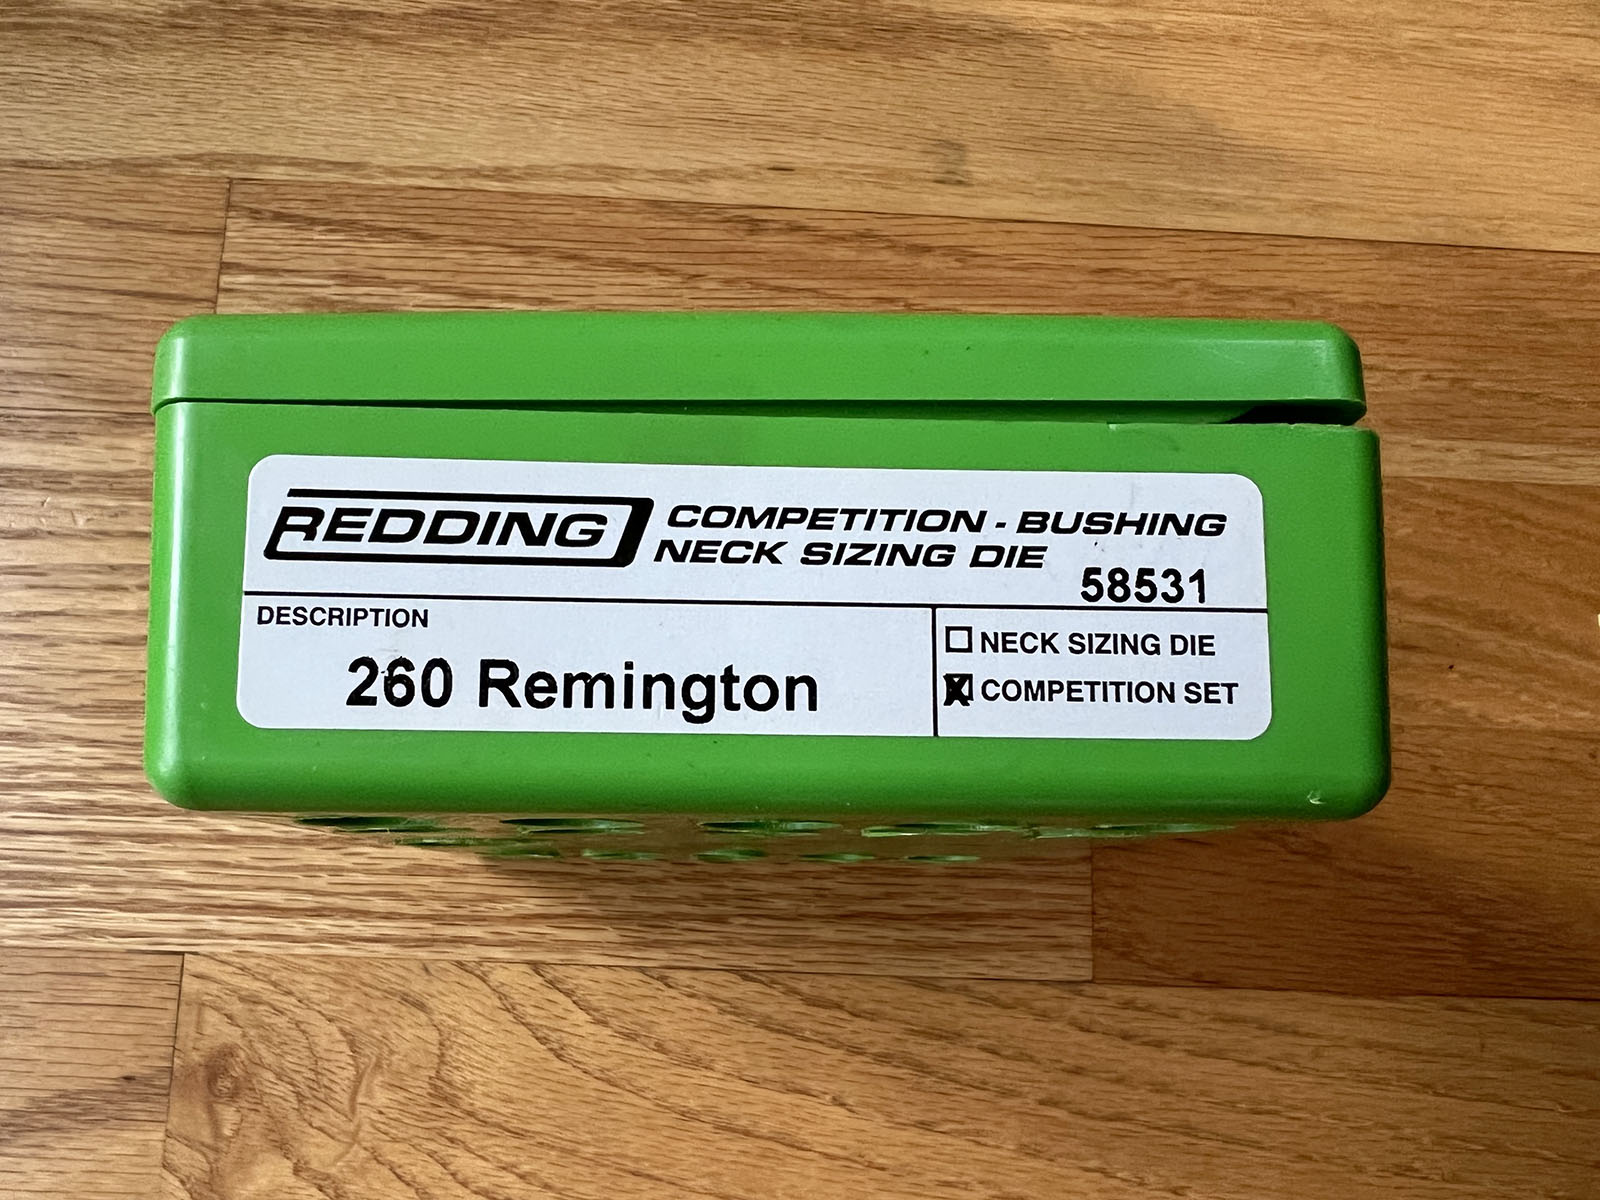 REDDING COMPETITION - BUSHING
NECK SIZING DIE
58531
DESCRIPTION
260 Remington
NECK SIZING DIE
X COMPETITION SET